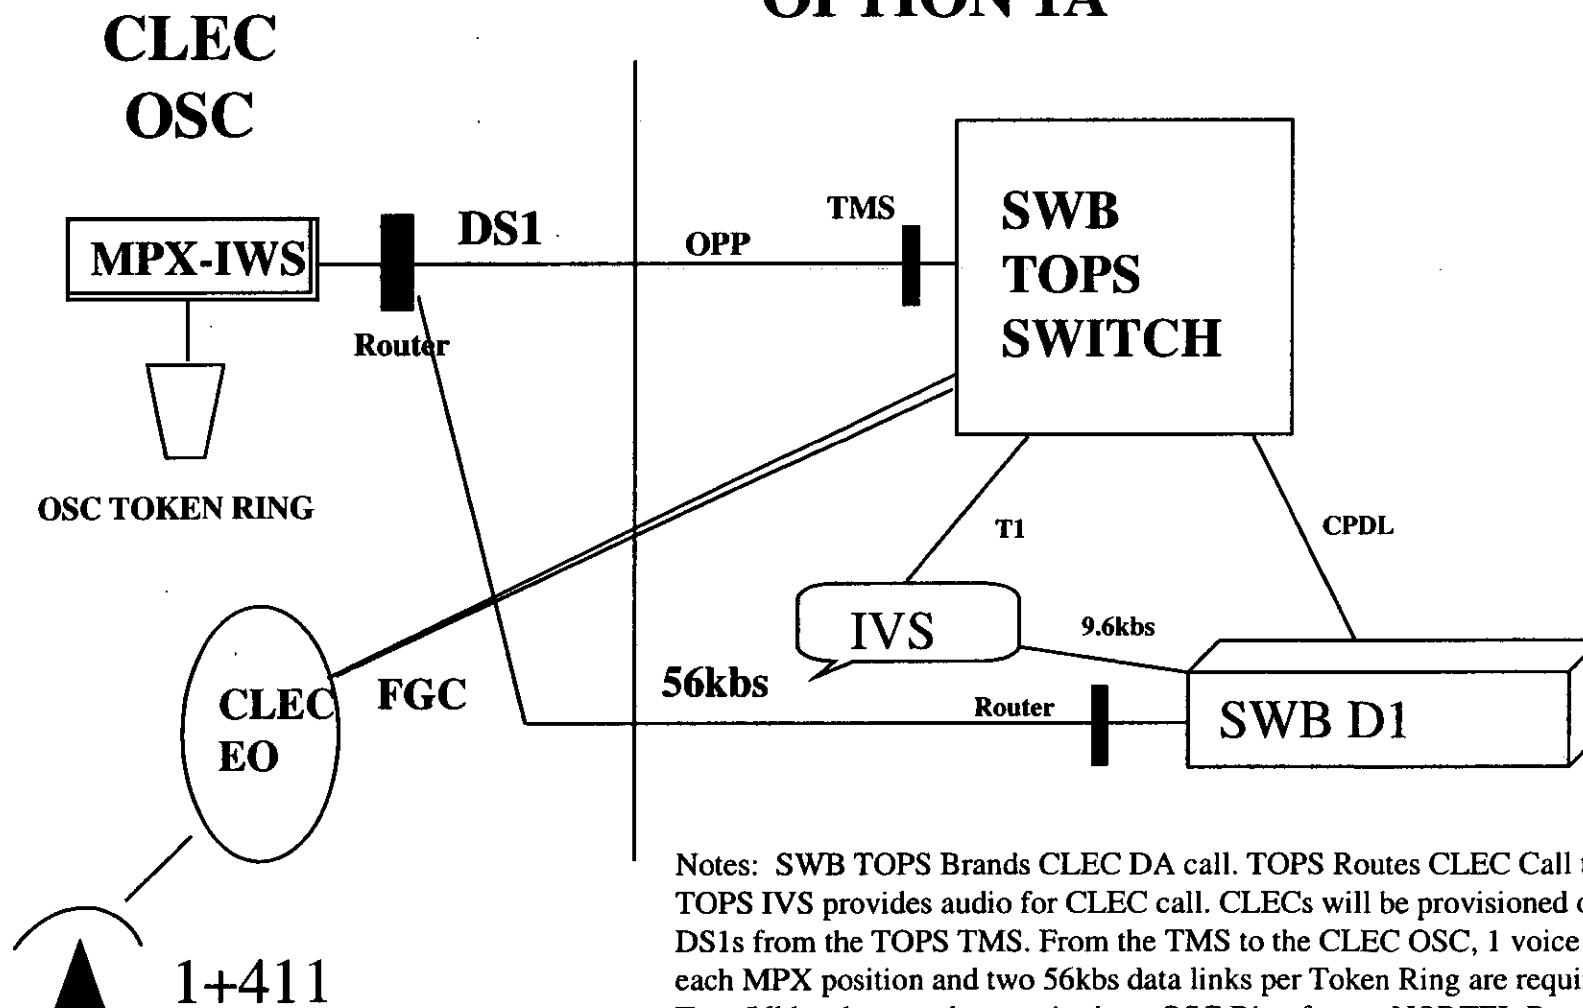 OPTION 1A
CLEC
OSC
MPX-IWS
DS1
OPP
TMS
SWB
TOPS
SWITCH
Router
OSC TOKEN RING
T1
CPDL
IVS
9.6kbs
CLEC
EO
FGC
56kbs
Router
SWB D1
1+411
Notes: SWB TOPS Brands CLEC DA call. TOPS Routes CLEC Call
TOPS IVS provides audio for CLEC call. CLECs will be provisioned
DS1s from the TOPS TMS. From the TMS to the CLEC OSC, 1 voice
each MPX position and two 56kbs data links per Token Ring are